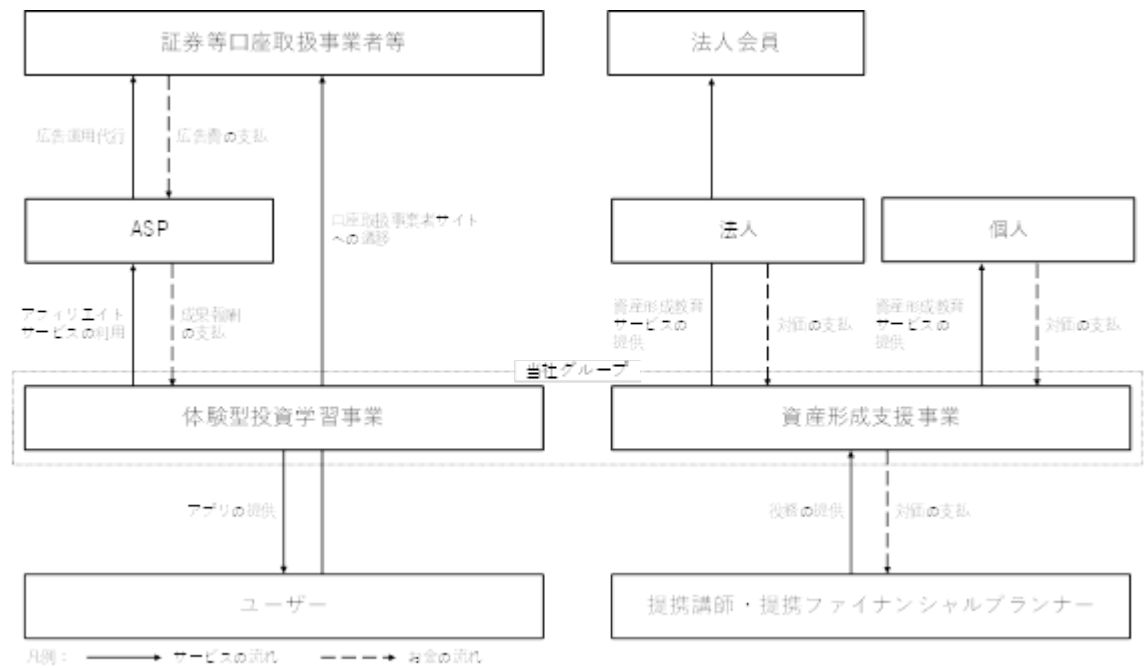 証券等口座取扱事業者等
法人会員
広告運用代行
広告費の支払
ASP
口座取扱事業者サイト
への遷移
法人
個人
アフィリエイト
サービスの利用
成果報酬
の支払
資産形成教育
サービスの
提供
対価の支払
資産形成教育
サービスの
提供
対価の支払
当社グループ
体験型投資学習事業
資産形成支援事業
アプリの提供
役務の提供
対価の支払
ユーザー
提携講師・提携ファイナンシャルプランナー
凡例:
サービスの流れ
お金の流れ